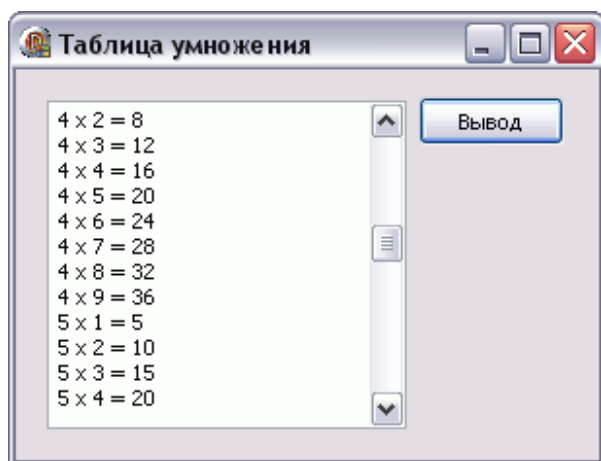 Таблица умножения
4 x 2 = 8
4 x 3 = 12
4 x 4 = 16
4 x 5 = 20
4 x 6 = 24
4 x 7 = 28
4 x 8 = 32
4 x 9 = 36
5 x 1 = 5
5 x 2 = 10
5 x 3 = 15
5 x 4 = 20
Вывод